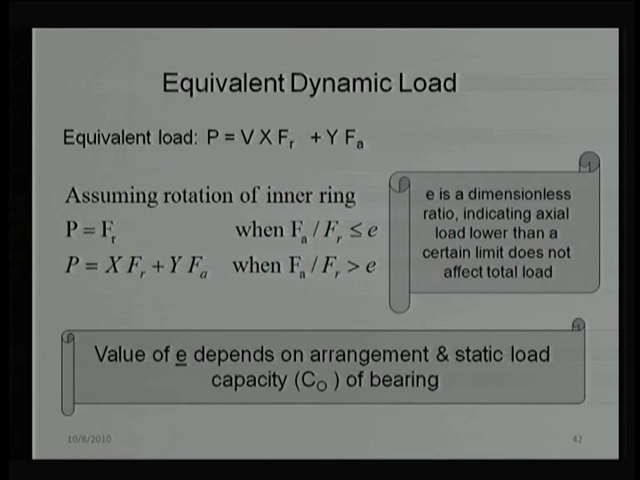 Equivalent Dynamic Load
Equivalent load: P = V X Fr + Y Fa
Assuming rotation of inner ring
P = Fr when Fa / Fr ≤ e
P = X Fr + Y Fa when Fa / Fr > e
e is a dimensionless
ratio, indicating axial
load lower than a
certain limit does not
affect total load
Value of e depends on arrangement & static load
capacity (CO ) of bearing
10/8/2010 42